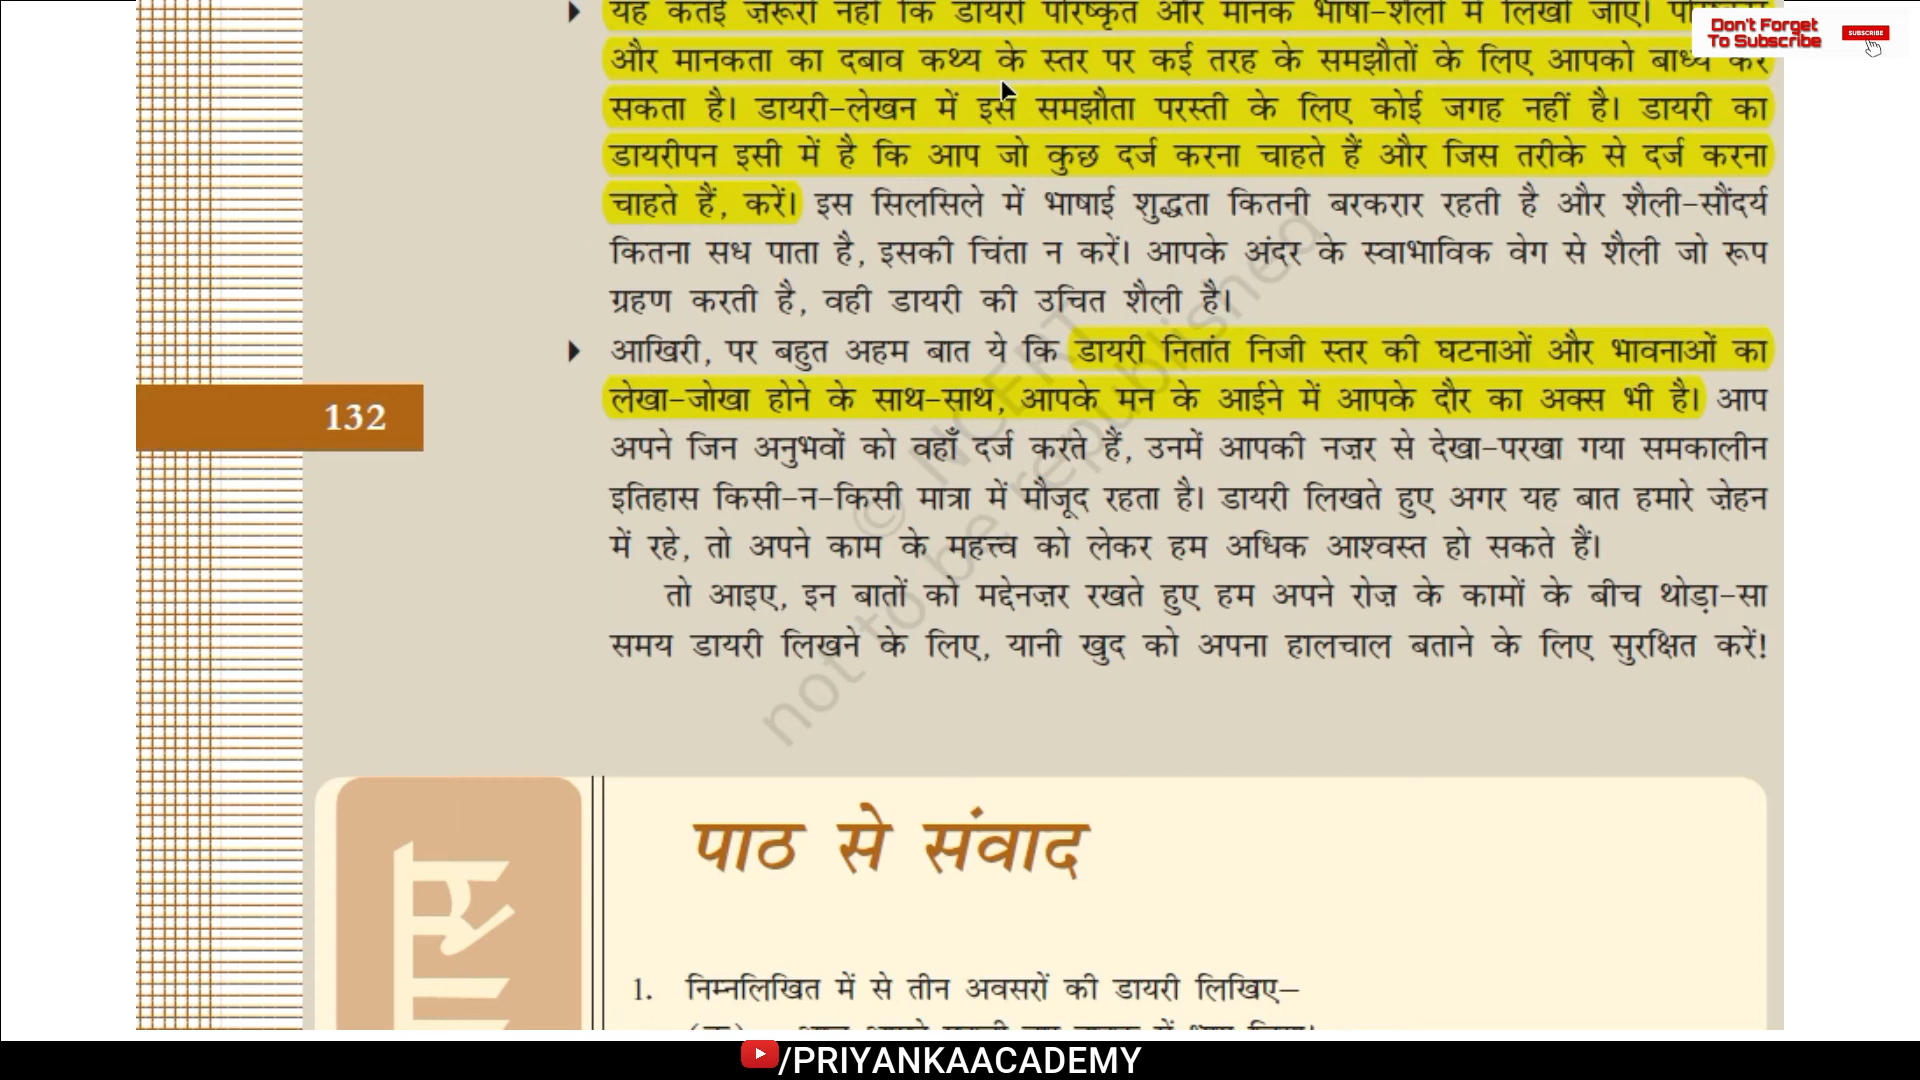 यह कतई ज़रूरी नहीं कि डायरी परिष्कृत और मानक भाषा-शैली में लिखी जाए।
Don't Forget
To Subscribe
SUBSCRIBE
और मानकता का दबाव कथ्य के स्तर पर कई तरह के समझौतों के लिए आपको बाध्य कर
सकता है। डायरी-लेखन में इस समझौता परस्ती के लिए कोई जगह नहीं है। डायरी का
डायरीपन इसी में है कि आप जो कुछ दर्ज करना चाहते हैं और जिस तरीके से दर्ज करना
चाहते हैं, करें। इस सिलसिले में भाषाई शुद्धता कितनी बरकरार रहती है और शैली-सौंदर्य
कितना सध पाता है, इसकी चिंता न करें। आपके अंदर के स्वाभाविक वेग से शैली जो रूप
ग्रहण करती है, वही डायरी की उचित शैली है।
आखिरी, पर बहुत अहम बात ये कि डायरी नितांत निजी स्तर की घटनाओं और भावनाओं का
लेखा-जोखा होने के साथ-साथ, आपके मन के आईने में आपके दौर का अक्स भी है। आप
132
अपने जिन अनुभवों को वहाँ दर्ज करते हैं, उनमें आपकी नज़र से देखा-परखा गया समकालीन
इतिहास किसी-न-किसी मात्रा में मौजूद रहता है। डायरी लिखते हुए अगर यह बात हमारे ज़ेहन
में रहे, तो अपने काम के महत्त्व को लेकर हम अधिक आश्वस्त हो सकते हैं।
तो आइए, इन बातों को मद्देनज़र रखते हुए हम अपने रोज़ के कामों के बीच थोड़ा-सा
समय डायरी लिखने के लिए, यानी खुद को अपना हालचाल बताने के लिए सुरक्षित करें!
© NCERT
not to be republished
पाठ से संवाद
1. निम्नलिखित में से तीन अवसरों की डायरी लिखिए–
/PRIYANKAACADEMY